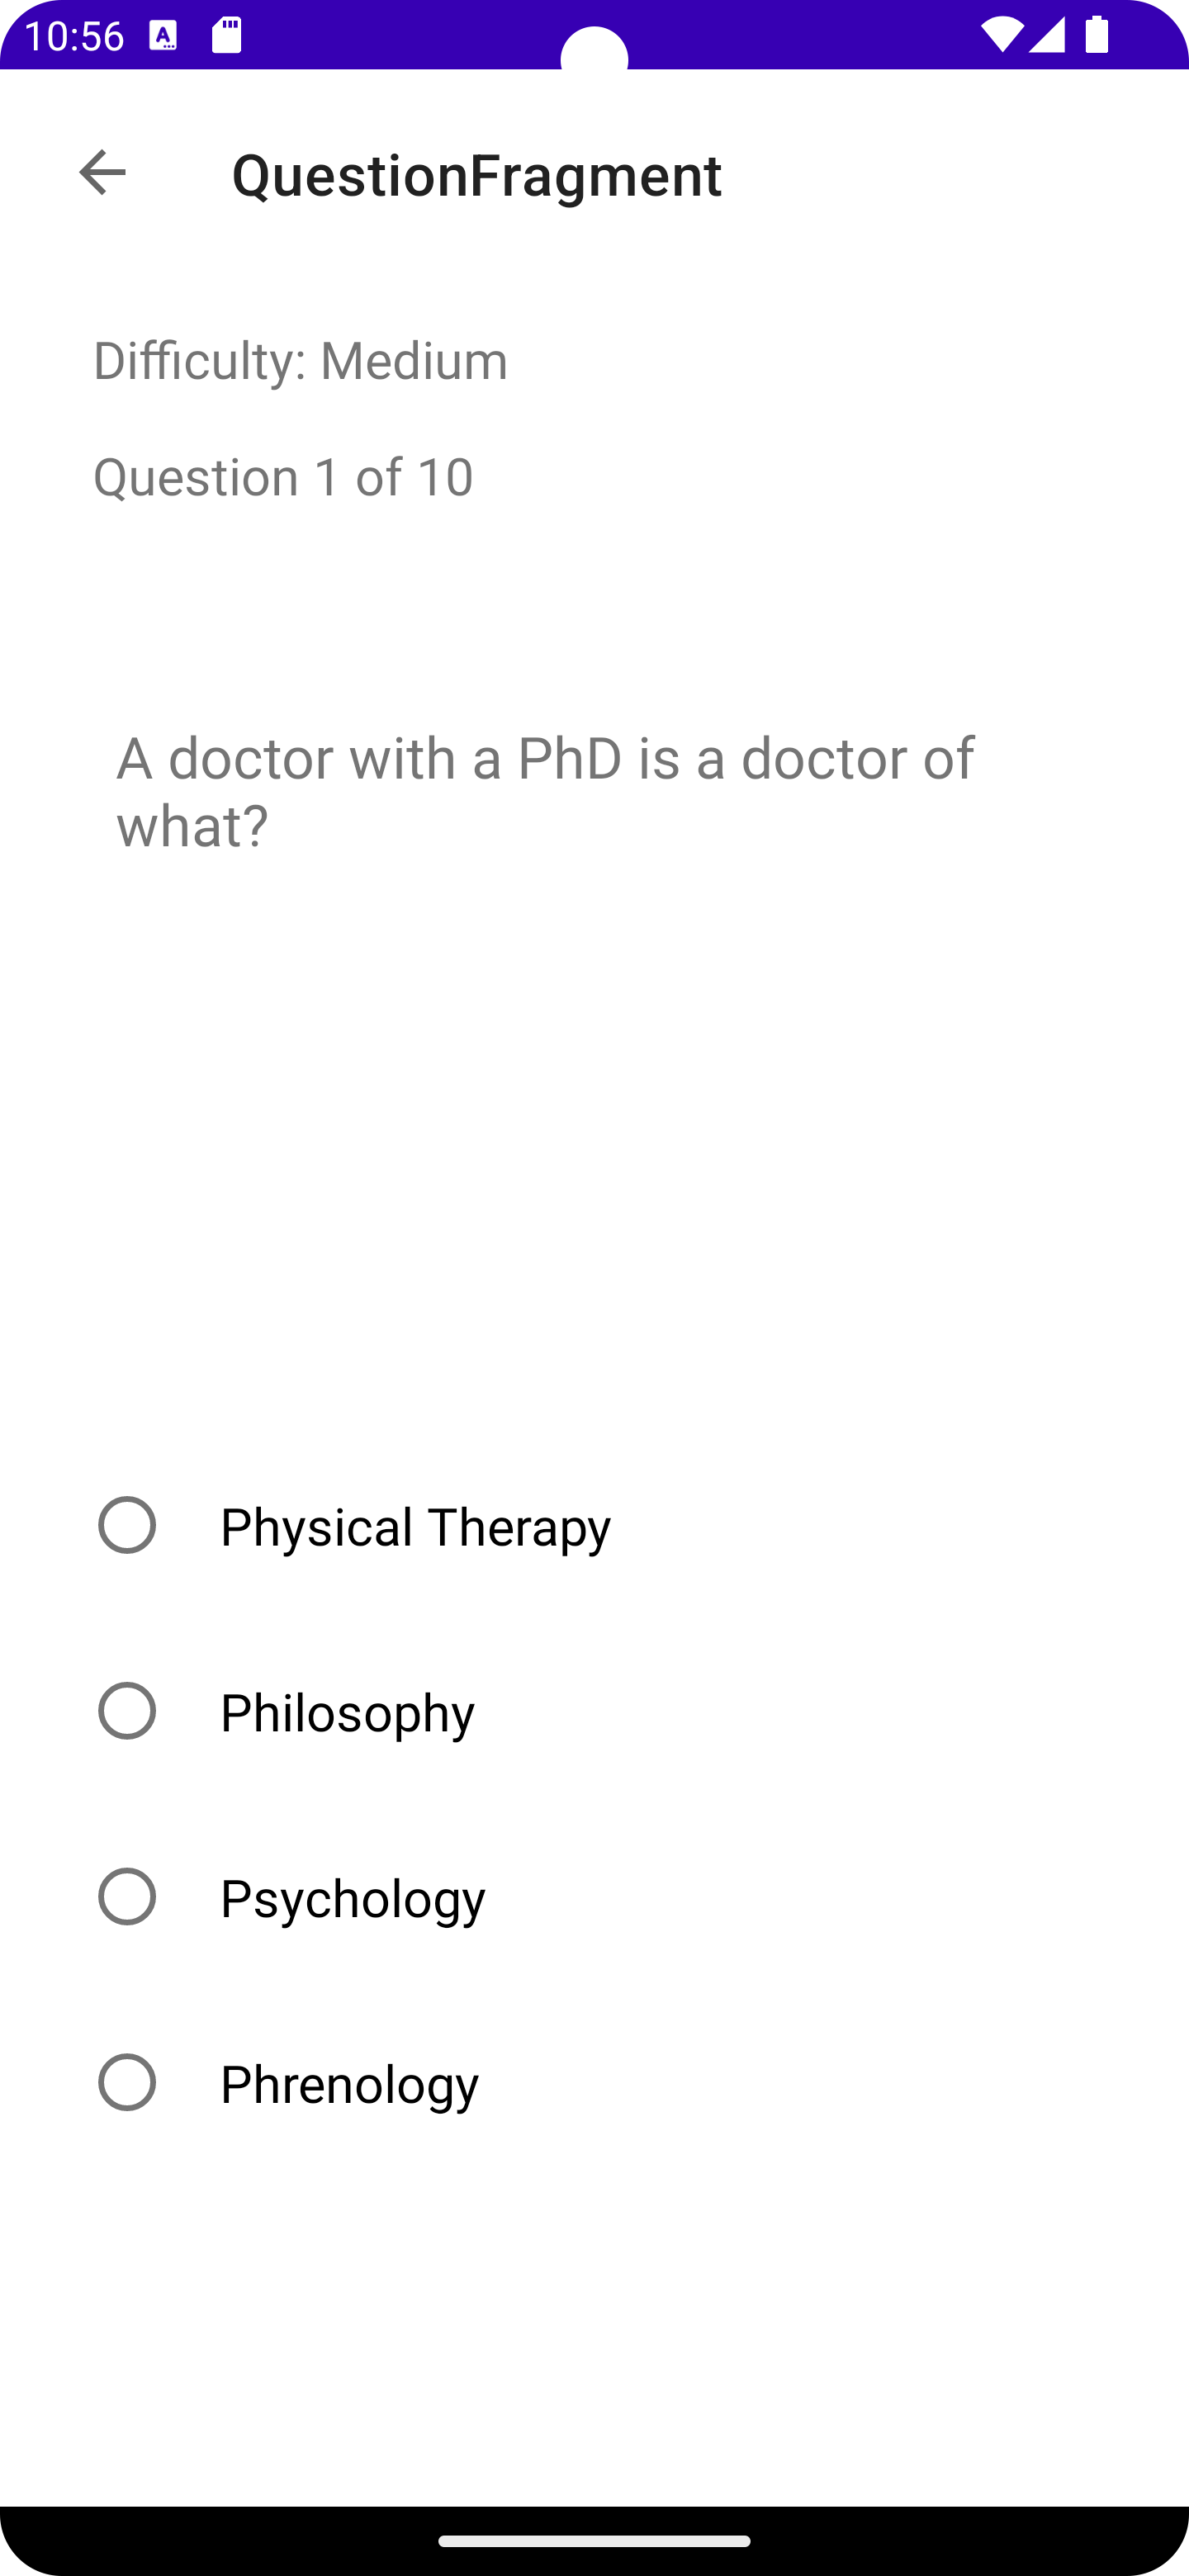 10:56
QuestionFragment
Difficulty: Medium
Question 1 of 10
A doctor with a PhD is a doctor of
what?
Physical Therapy
Philosophy
Psychology
Phrenology